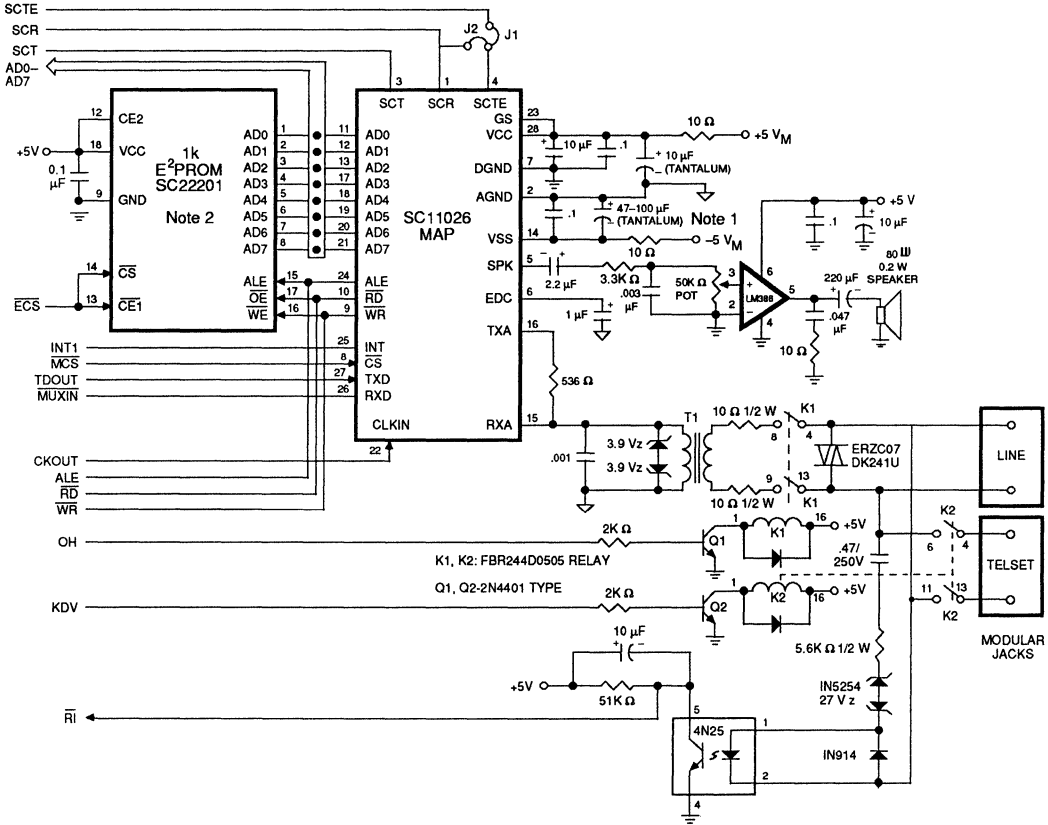 SCTE
SCR
SCT
AD0–
AD7
J2
J1
3
1
4
SCT
SCR
SCTE
12
CE2
+5V
18
VCC
0.1
µF
9
GND
1k
E²PROM
SC22201
Note 2
14
CS
ECS
13
CE1
AD0
1
11
AD0
AD1
2
12
AD1
AD2
3
13
AD2
AD3
4
17
AD3
AD4
5
18
AD4
AD5
6
19
AD5
AD6
7
20
AD6
AD7
8
21
AD7
ALE
15
24
ALE
OE
17
10
RD
WE
16
9
WR
SC11026
MAP
INT1
25
INT
MCS
8
CS
TDOUT
27
TXD
MUXIN
26
RXD
CLKIN
22
CKOUT
ALE
RD
WR
GS
23
VCC
28
10 Ω
+5 VM
10 µF
.1
10 µF
(TANTALUM)
DGND
7
AGND
2
.1
47–100 µF
(TANTALUM)
Note 1
VSS
14
10 Ω
–5 VM
SPK
5
2.2 µF
3.3K Ω
.003
µF
50K Ω
POT
3
2
6
4
5
LM386
+5 V
.1
10 µF
220 µF
.047
µF
10 Ω
80 Ш
0.2 W
SPEAKER
EDC
6
1 µF
TXA
16
536 Ω
RXA
15
.001
3.9 Vz
3.9 Vz
T1
10 Ω 1/2 W
8
K1
4
10 Ω 1/2 W
9
13
K1
ERZC07
DK241U
LINE
OH
2K Ω
Q1
1
K1
16
+5V
K1, K2: FBR244D0505 RELAY
Q1, Q2-2N4401 TYPE
KDV
2K Ω
Q2
1
K2
16
+5V
.47/
250V
K2
6
4
11
13
K2
TELSET
MODULAR
JACKS
5.6K Ω 1/2 W
IN5254
27 V z
IN914
10 µF
+5V
51K Ω
RI
5
4N25
1
2
4